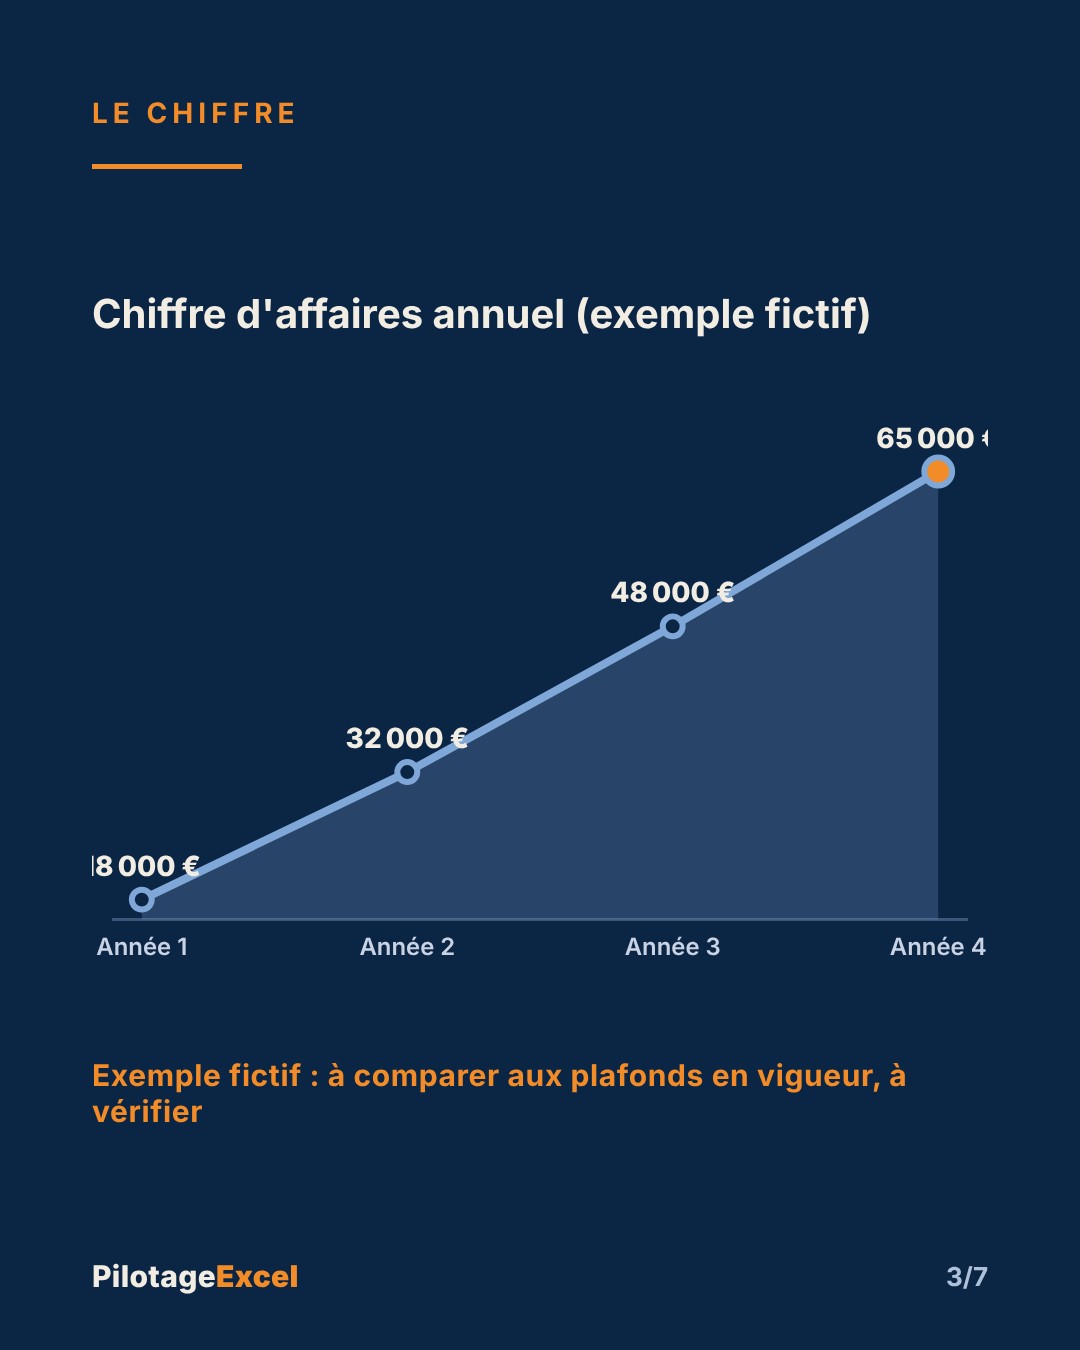 LE CHIFFRE
Chiffre d'affaires annuel (exemple fictif)
65 000 €
48 000 €
32 000 €
8 000 €
Année 1 Année 2 Année 3 Année 4
Exemple fictif : à comparer aux plafonds en vigueur, à
vérifier
PilotageExcel
3/7